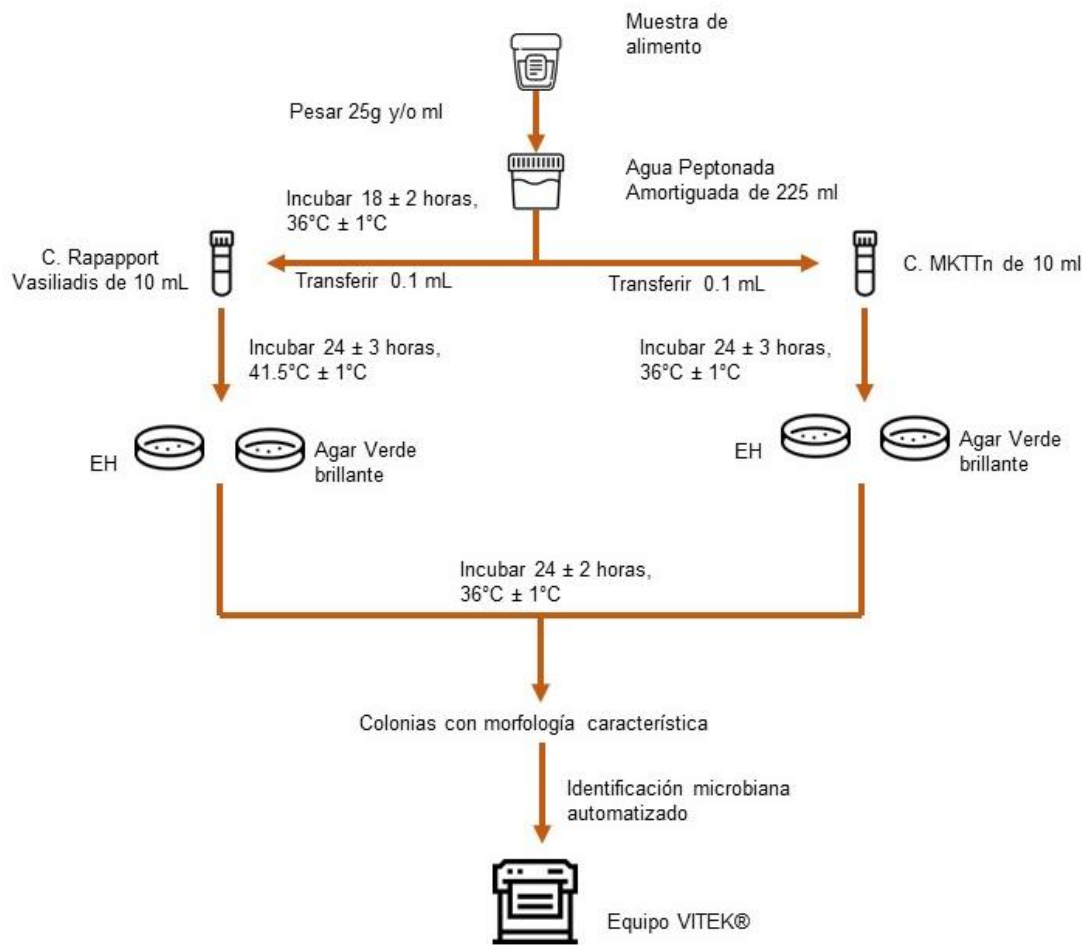 Muestra de
alimento
Pesar 25g y/o ml
Agua Peptonada
Amortiguada de 225 ml
Incubar 18 ± 2 horas,
36°C ± 1°C
C. Rapapport
Vasiliadis de 10 mL
Transferir 0.1 mL
Transferir 0.1 mL
C. MKTTn de 10 ml
Incubar 24 ± 3 horas,
41.5°C ± 1°C
Incubar 24 ± 3 horas,
36°C ± 1°C
EH
Agar Verde
brillante
EH
Agar Verde
brillante
Incubar 24 ± 2 horas,
36°C ± 1°C
Colonias con morfología característica
Identificación microbiana
automatizado
Equipo VITEK®